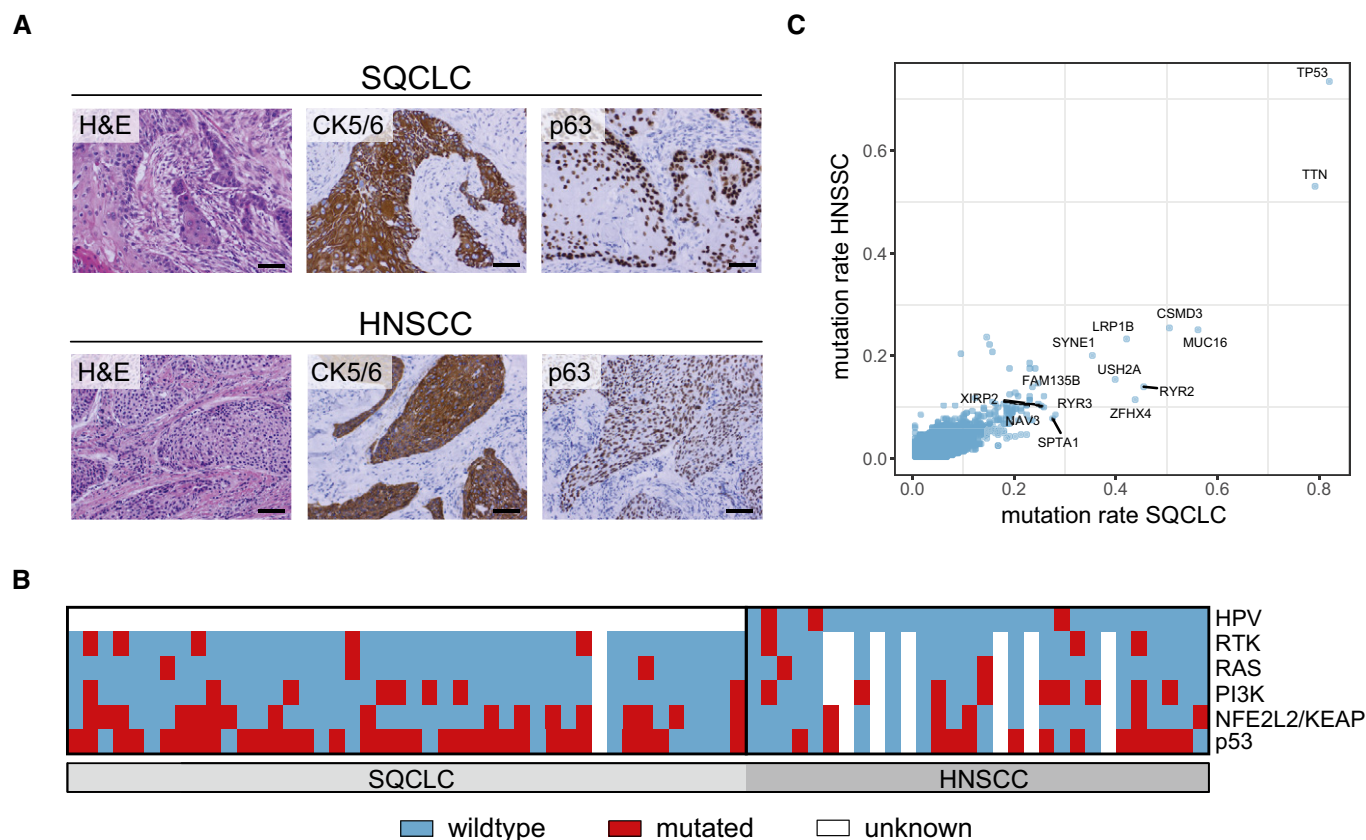 A
SQCLC
H&E
CK5/6
p63
HNSCC
H&E
CK5/6
p63
C
mutation rate HNSSC
0.6
0.4
0.2
0.0
0.0
0.2
0.4
0.6
0.8
mutation rate SQCLC
TP53
TTN
CSMD3
LRP1B
MUC16
SYNE1
USH2A
FAM135B
RYR2
XIRP2
RYR3
ZFHX4
NAV3
SPTA1
B
HPV
RTK
RAS
PI3K
NFE2L2/KEAP
p53
SQCLC
HNSCC
wildtype
mutated
unknown